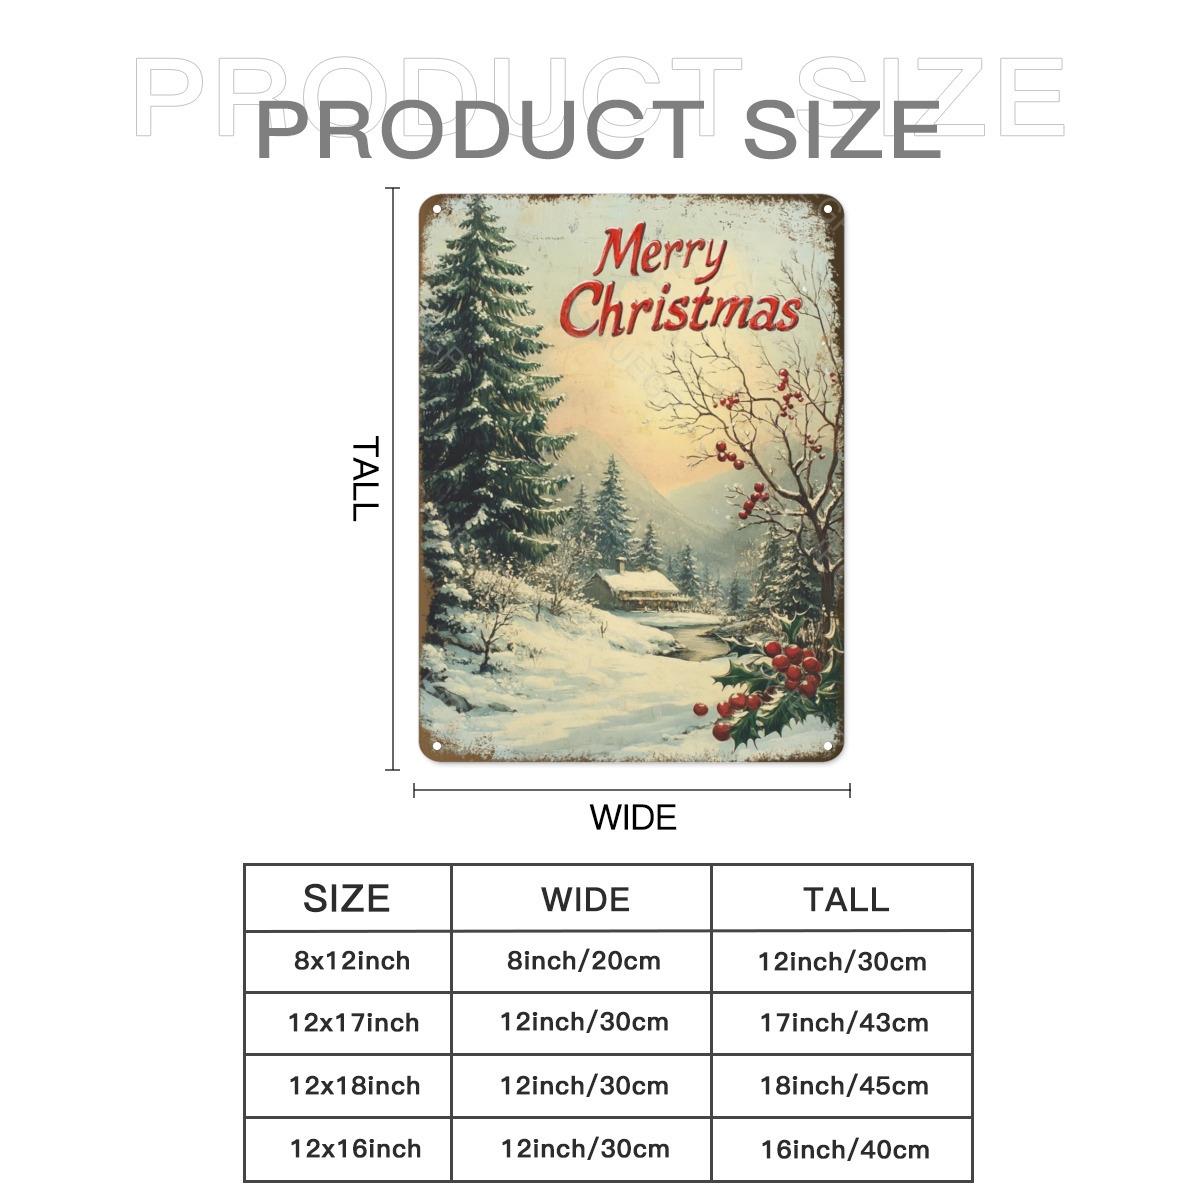 PRODUCT SIZE
PRODUCT SIZE
Merry
Christmas
TALL
WIDE
SIZE WIDE TALL
8x12inch 8inch/20cm 12inch/30cm
12x17inch 12inch/30cm 17inch/43cm
12x18inch 12inch/30cm 18inch/45cm
12x16inch 12inch/30cm 16inch/40cm